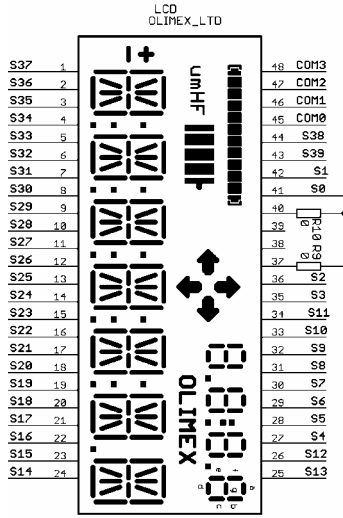 LCD
OLIMEX_LTD
S37 1 48 COM3
S36 2 47 COM2
S35 3 46 COM1
S34 4 45 COM0
S33 5 44 S38
S32 6 43 S39
S31 7 42 S1
S30 8 41 S0
S29 9 40
S28 10 39
S27 11 38
S26 12 37
S25 13 36 S2
S24 14 35 S3
S23 15 34 S11
S22 16 33 S10
S21 17 32 S9
S20 18 31 S8
S19 19 30 S7
S18 20 29 S6
S17 21 28 S5
S16 22 27 S4
S15 23 26 S12
S14 24 25 S13
R10
0
R9
0
umHF
OLIMEX
a
b
c
d
e
f
g